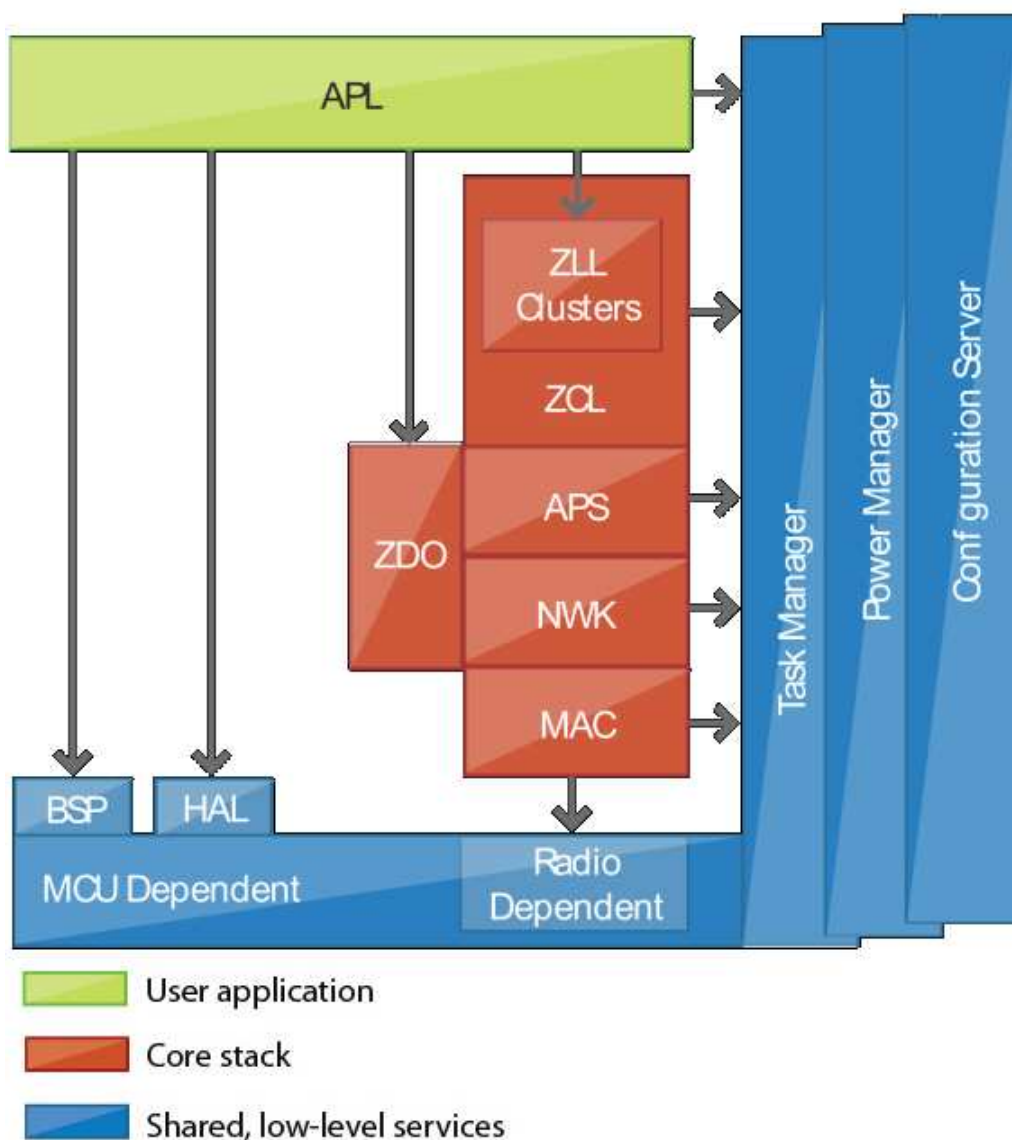 APL
ZLL
Clusters
ZCL
APS
ZDO
NWK
MAC
BSP
HAL
MCU Dependent
Radio
Dependent
Task Manager
Power Manager
Conf guration Server
User application
Core stack
Shared, low-level services